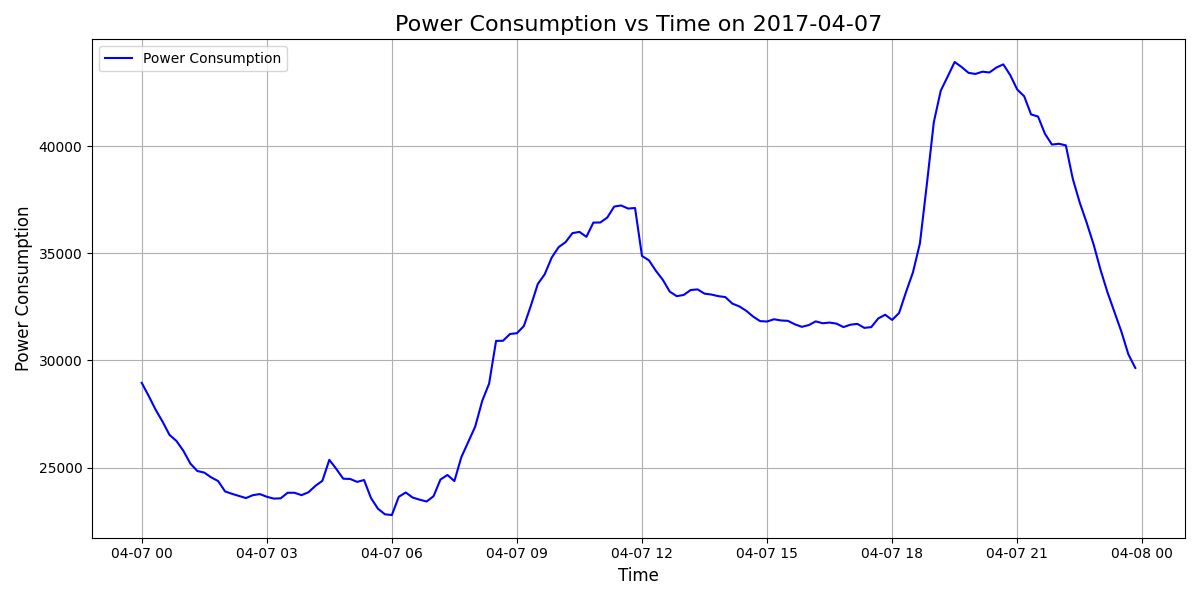 Power Consumption vs Time on 2017-04-07
Power Consumption
Power Consumption
40000
35000
30000
25000
04-07 00 04-07 03 04-07 06 04-07 09 04-07 12 04-07 15 04-07 18 04-07 21 04-08 00
Time